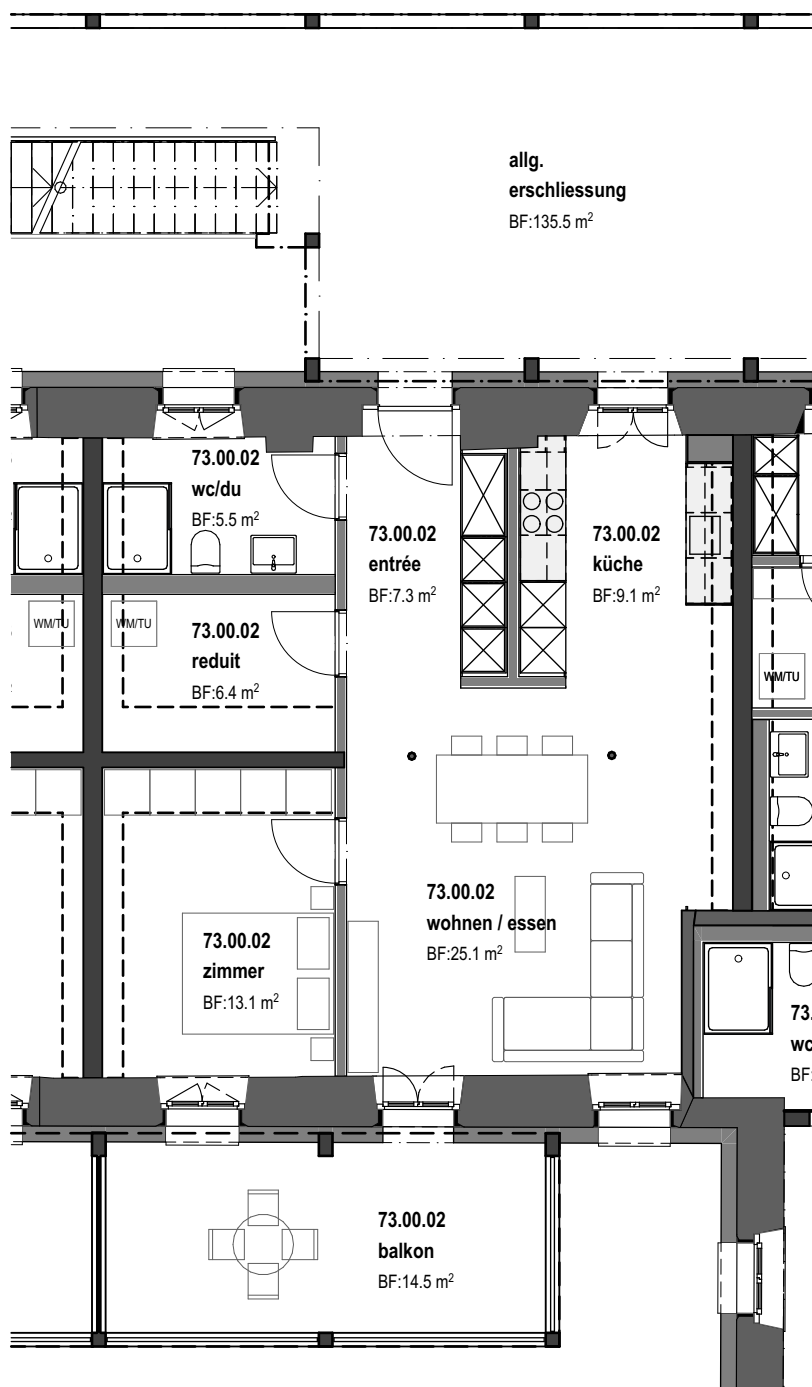 allg.
erschliessung
BF:135.5 m²
73.00.02
wc/du
BF:5.5 m²
73.00.02
entrée
BF:7.3 m²
73.00.02
küche
BF:9.1 m²
WM/TU
WM/TU
73.00.02
reduit
BF:6.4 m²
WM/TU
73.00.02
wohnen / essen
BF:25.1 m²
73.00.02
zimmer
BF:13.1 m²
73.
wc
BF:
73.00.02
balkon
BF:14.5 m²